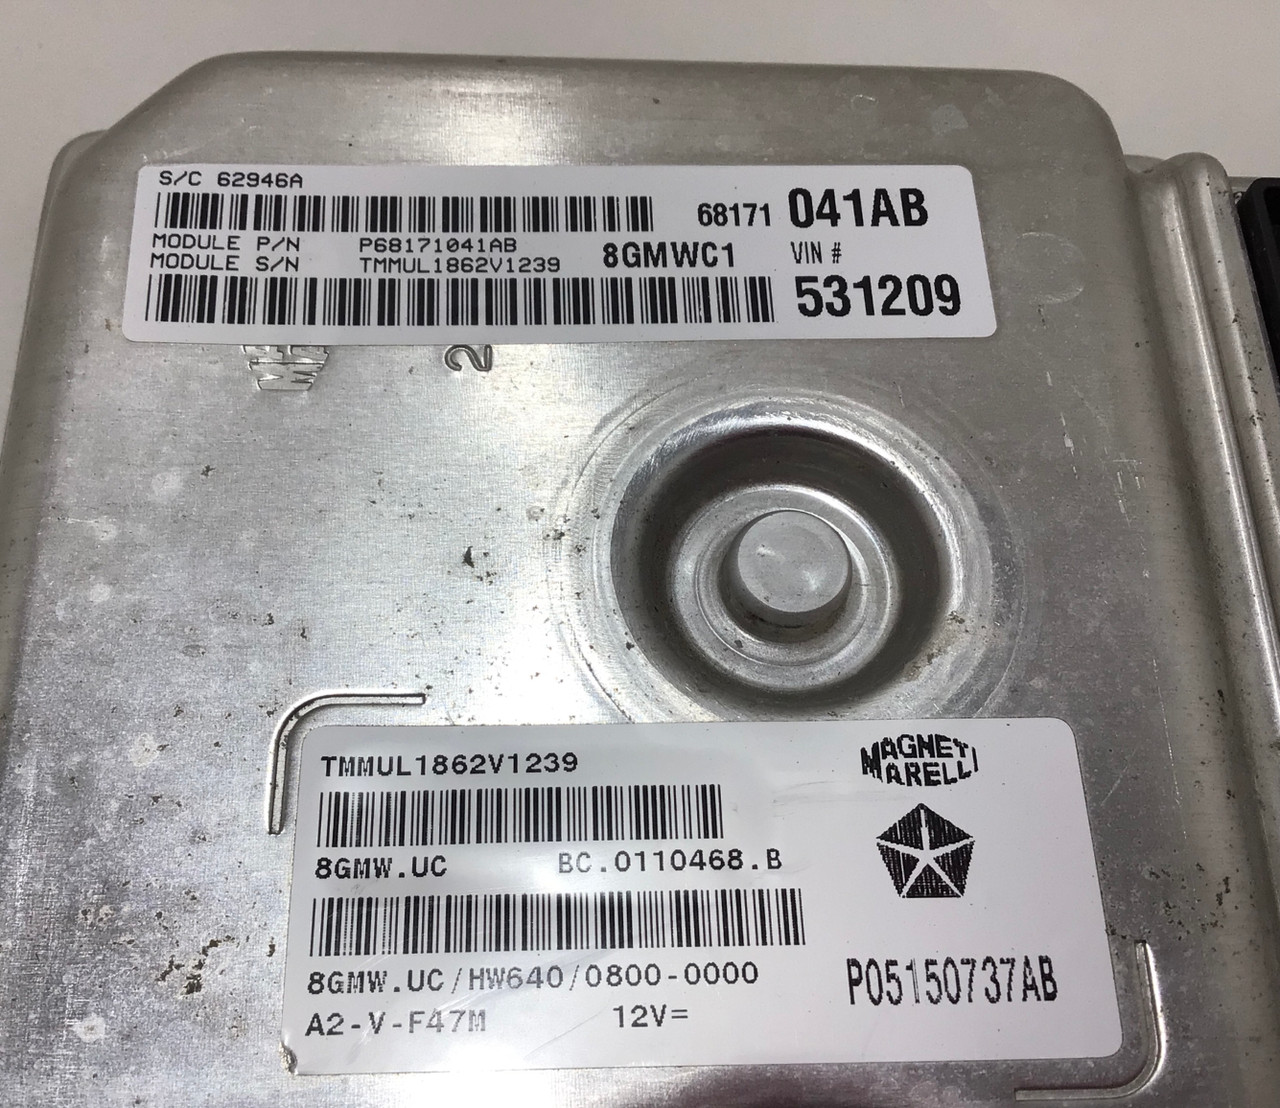 S/C 62946A
68171 041AB
MODULE P/N P68171041AB
MODULE S/N TMMUL1862V1239
8GMWC1
VIN #
531209
2
TMMUL1862V1239
MAGNETI
MARELLI
8GMW.UC BC.0110468.B
8GMW.UC/HW640/0800-0000
P05150737AB
A2-V-F47M 12V=